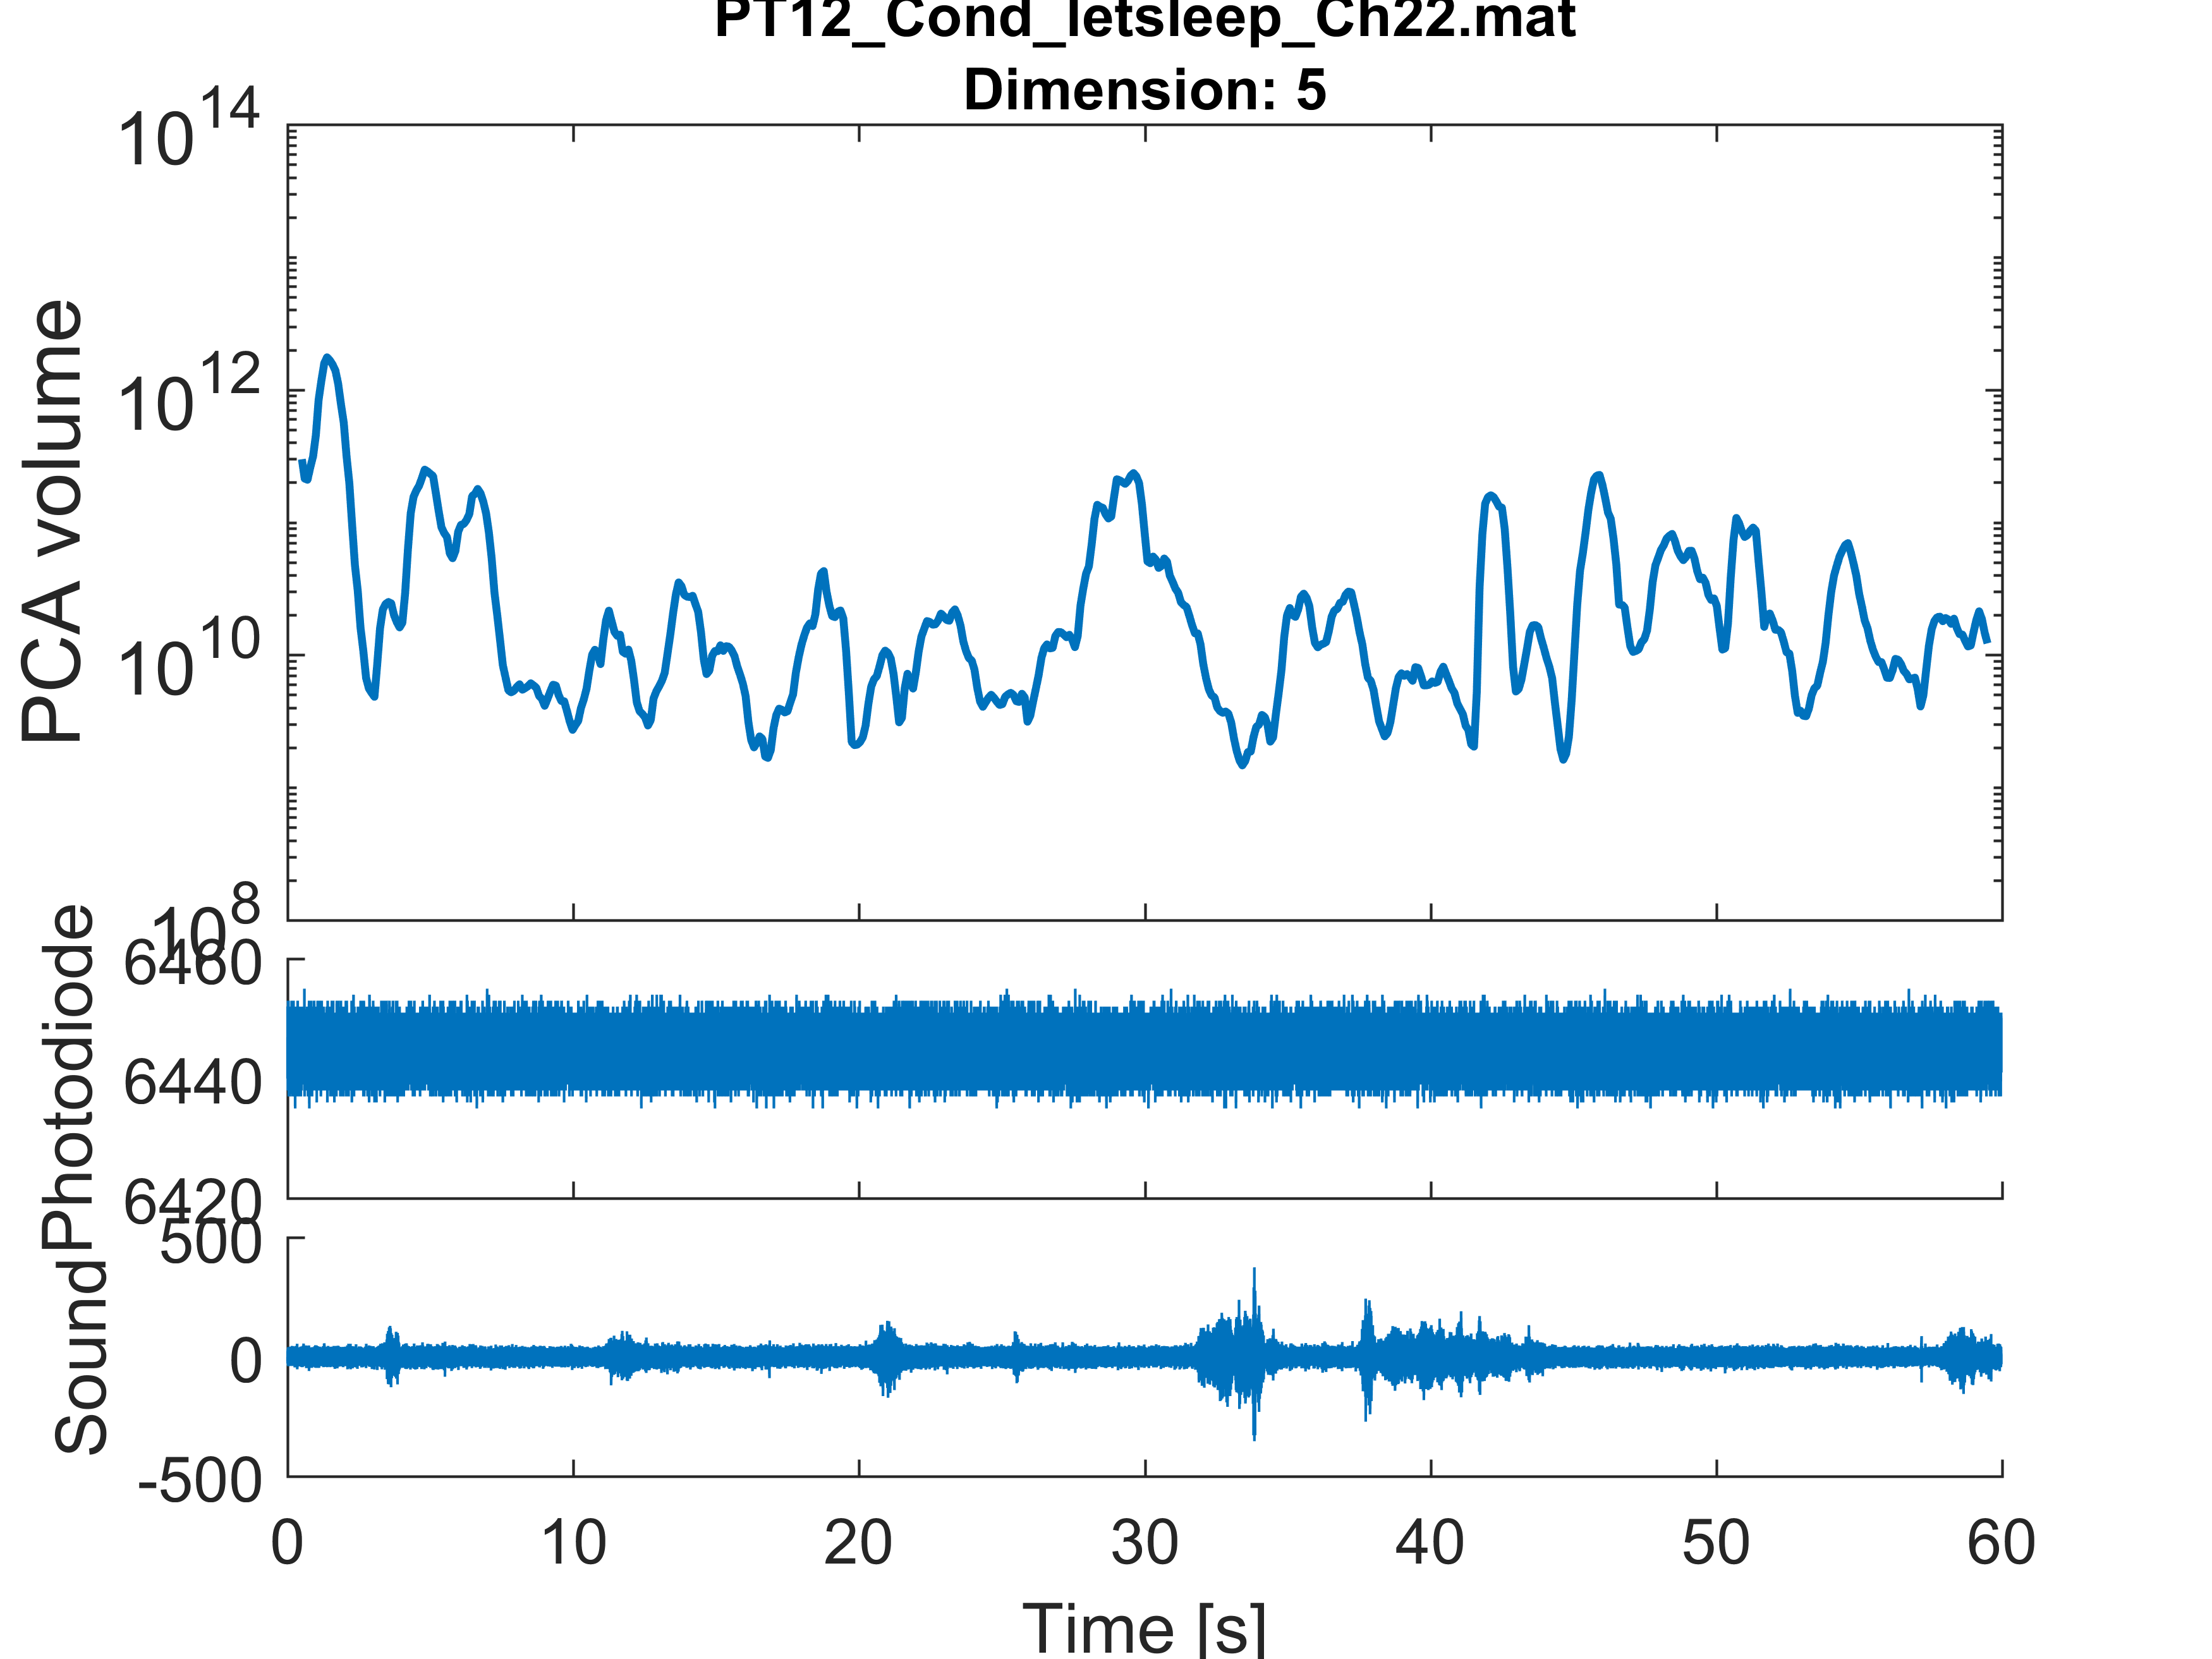 PT12_Cond_letsleep_Ch22.mat
Dimension: 5
PCA volume
10^14
10^12
10^10
10^8
Photodiode
6460
6440
6420
Sound
500
0
-500
0 10 20 30 40 50 60
Time [s]